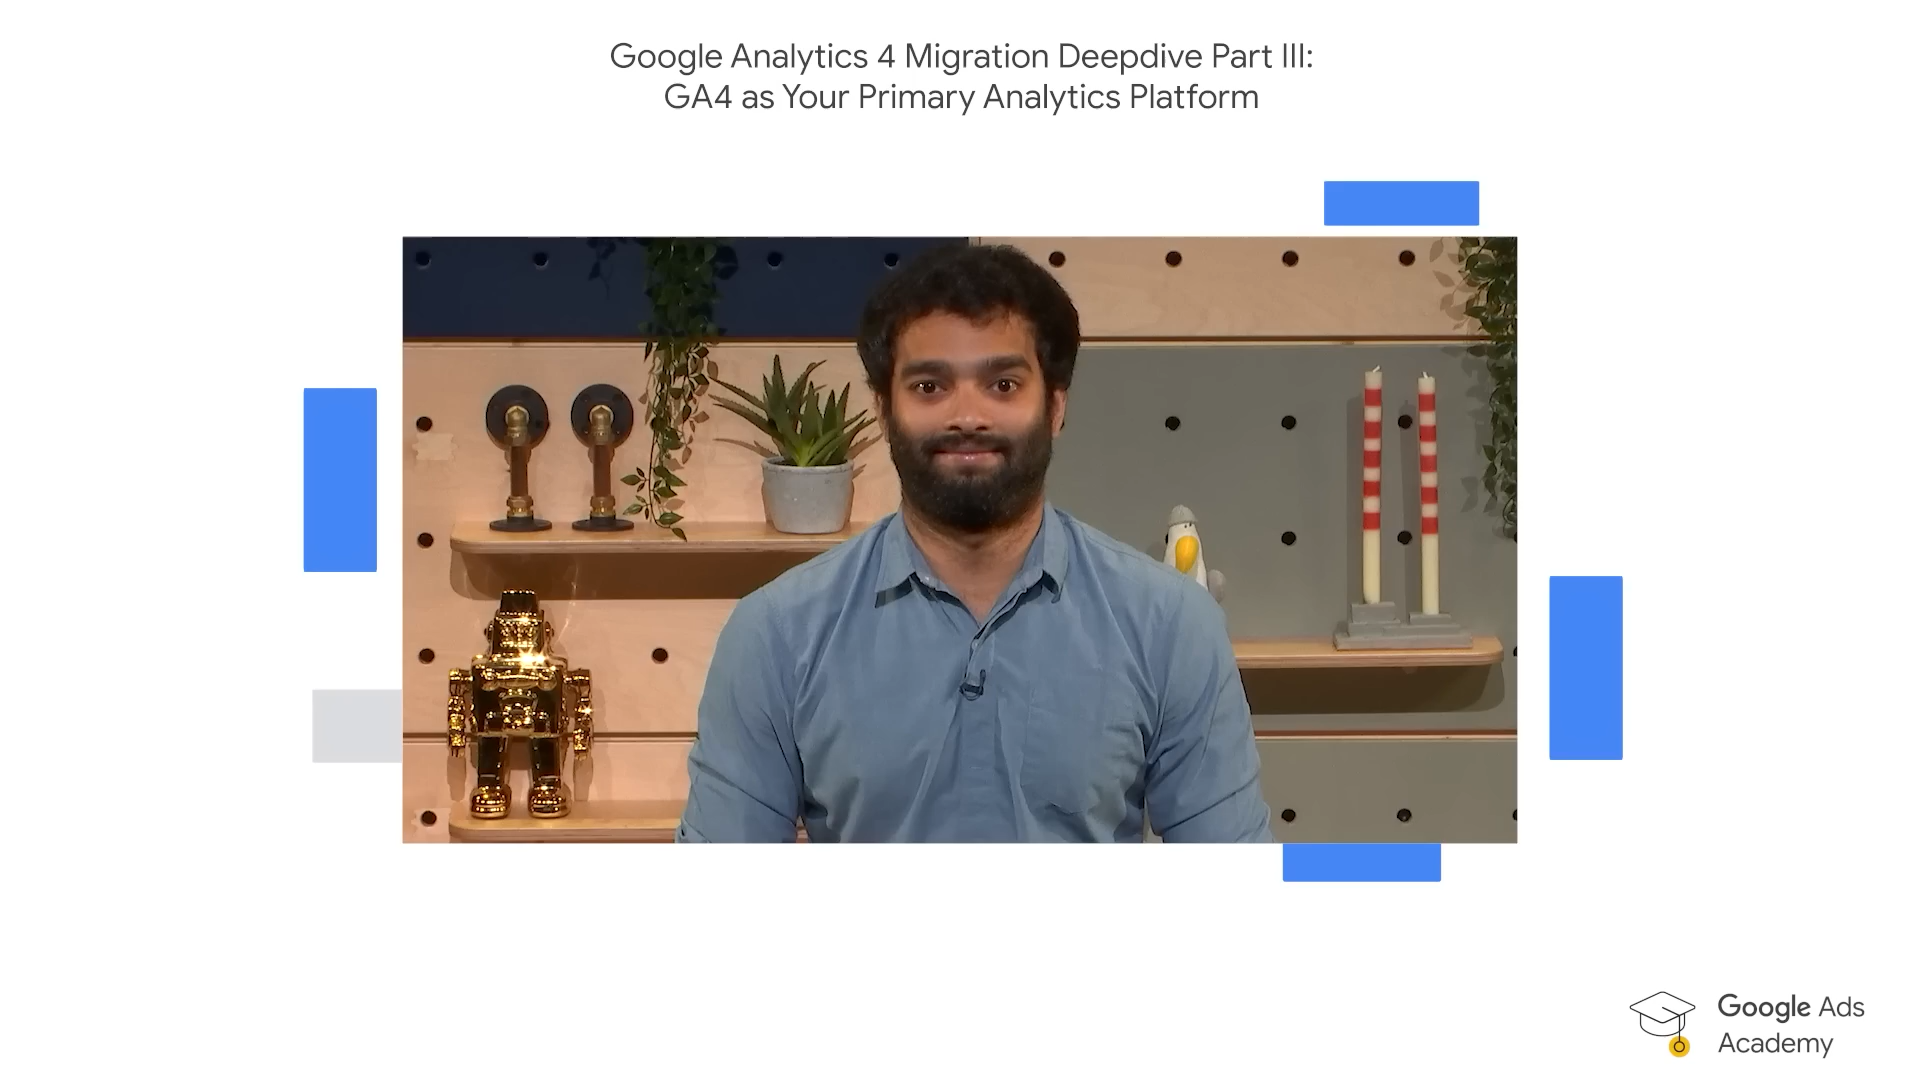 Google Analytics 4 Migration Deepdive Part III:
GA4 as Your Primary Analytics Platform
Google Ads
Academy